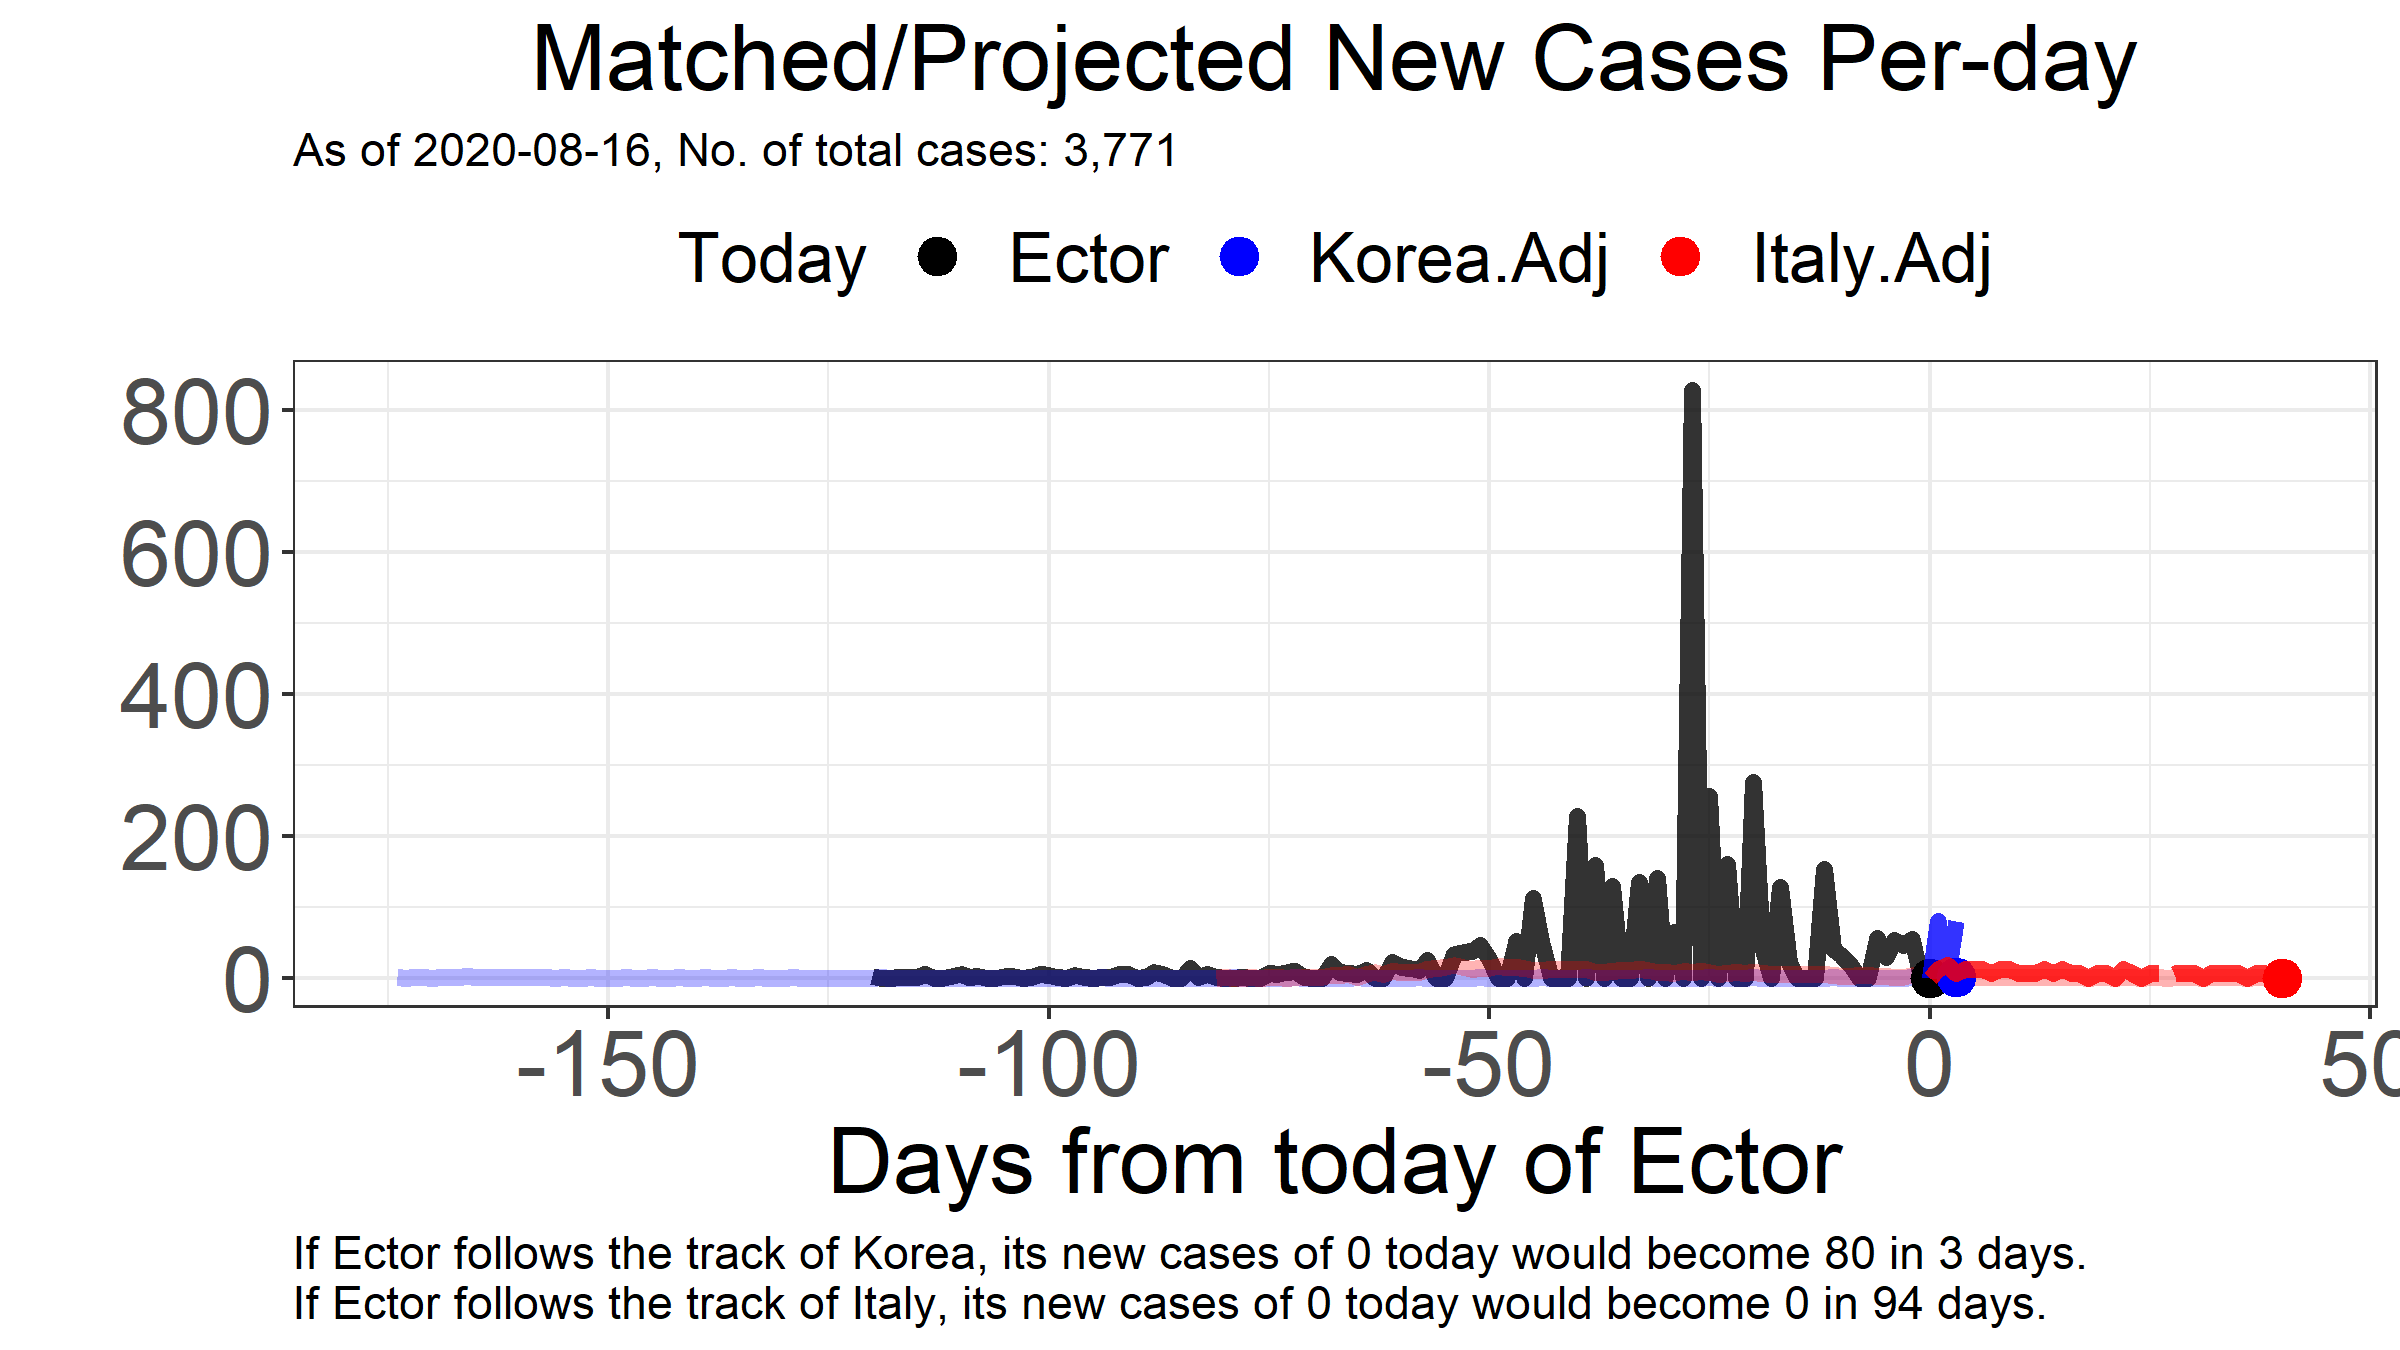 Matched/Projected New Cases Per-day
As of 2020-08-16, No. of total cases: 3,771
Today Ector Korea.Adj Italy.Adj
800
600
400
200
0
-150 -100 -50 0 50
Days from today of Ector
If Ector follows the track of Korea, its new cases of 0 today would become 80 in 3 days.
If Ector follows the track of Italy, its new cases of 0 today would become 0 in 94 days.